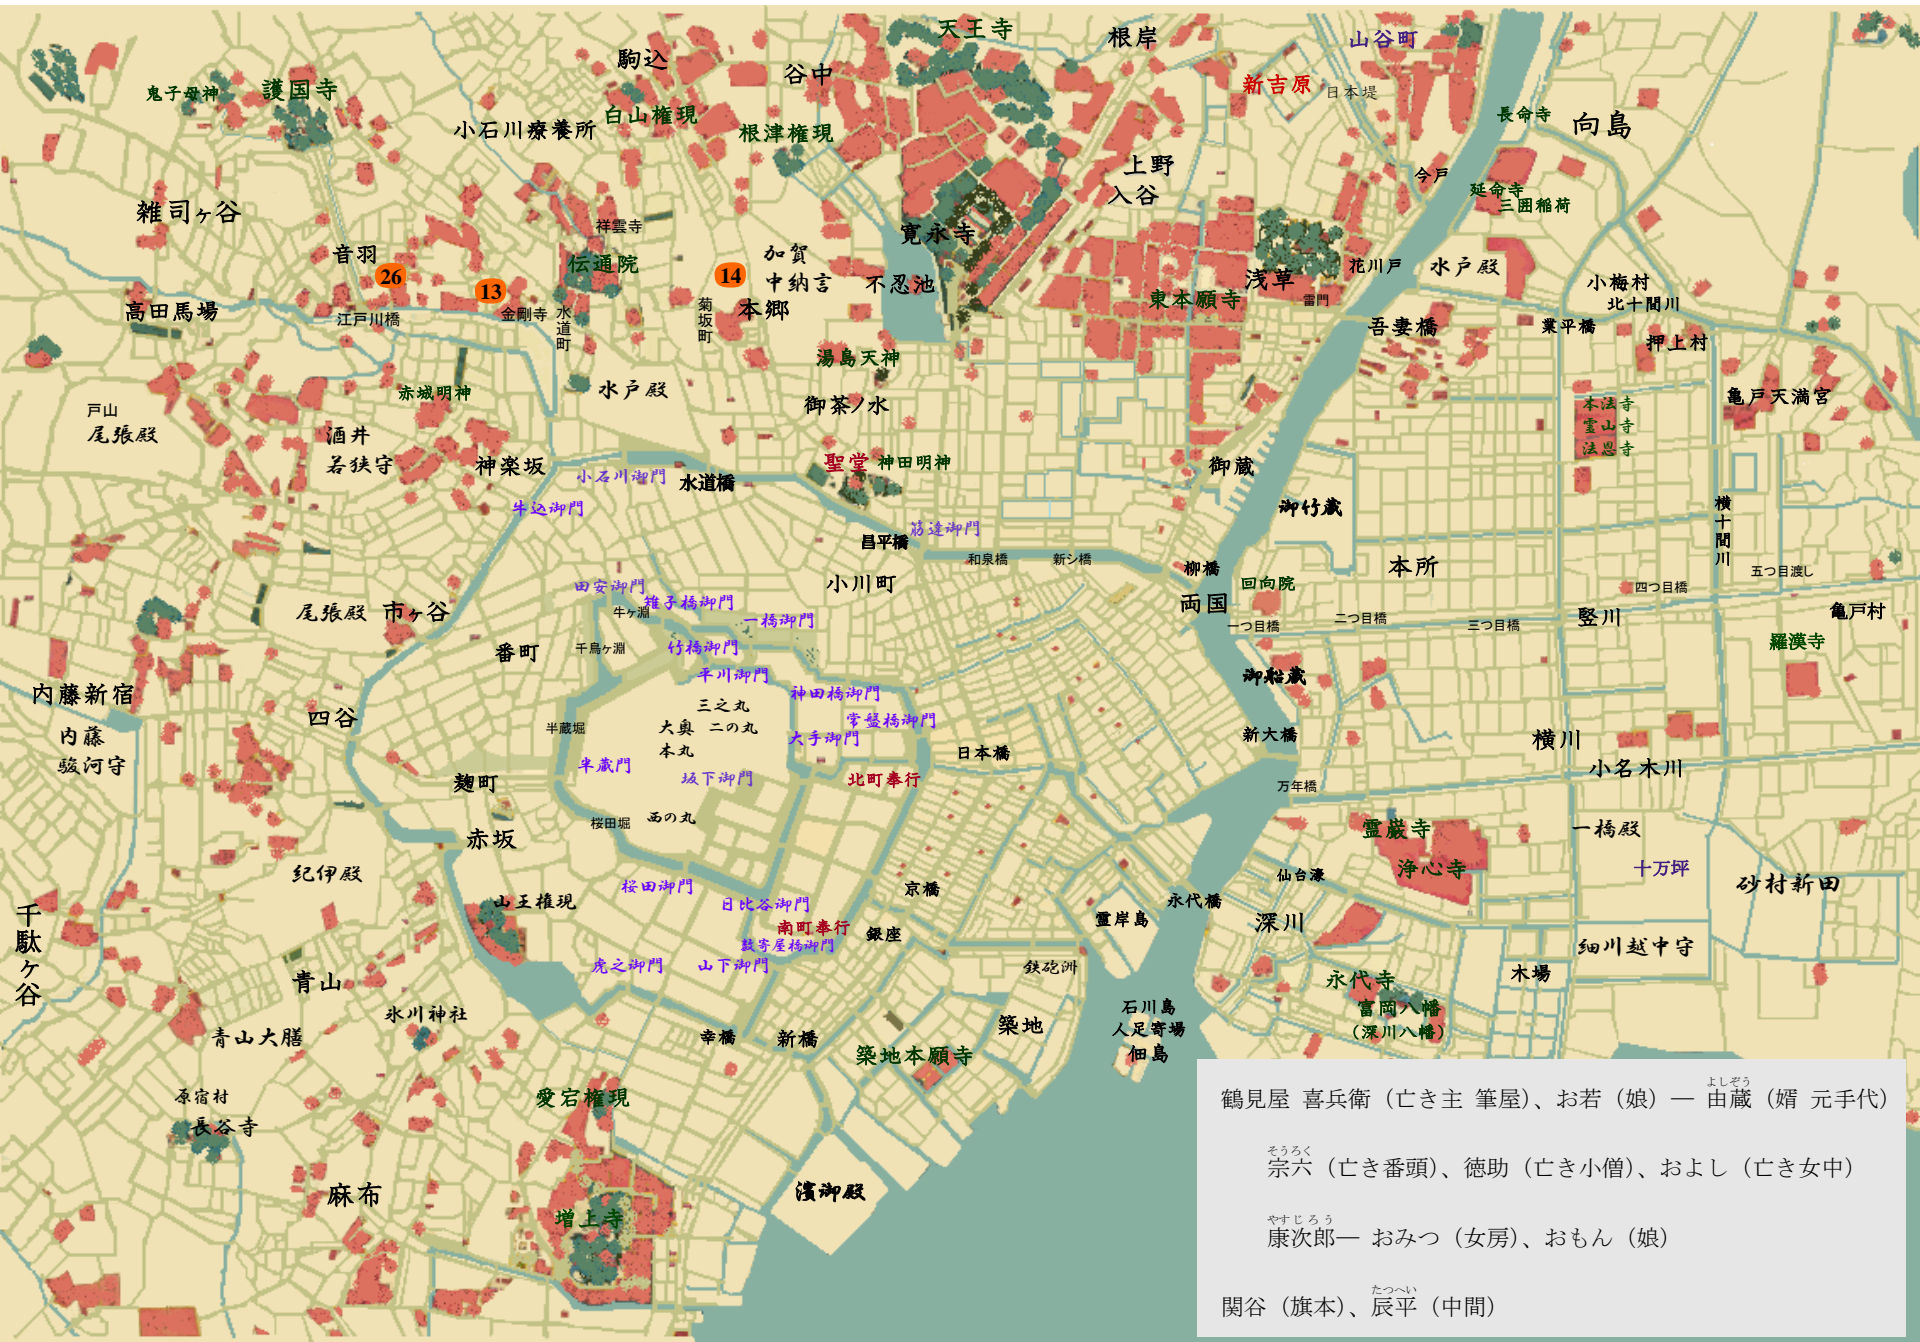 天王寺
根岸
山谷町
駒込
谷中
新吉原
日本堤
鬼子母神
護国寺
白山権現
小石川療養所
根津権現
長命寺
向島
上野
入谷
今戸
延命寺
三囲稲荷
雑司ヶ谷
祥雲寺
寛永寺
音羽
26
伝通院
14
加賀
中納言
不忍池
浅草
花川戸
水戸殿
小梅村
北十間川
13
高田馬場
江戸川橋
金剛寺
水道町
菊坂町
本郷
東本願寺
雷門
吾妻橋
業平橋
押上村
湯島天神
赤城明神
水戸殿
御茶ノ水
亀戸天満宮
本法寺
霊山寺
法恩寺
戸山
尾張殿
酒井
若狭守
神楽坂
小石川御門
水道橋
聖堂
神田明神
御蔵
牛込御門
御竹蔵
横十間川
筋違御門
昌平橋
和泉橋
新シ橋
柳橋
本所
五つ目渡し
小川町
回向院
四つ目橋
田安御門
雉子橋御門
両国
尾張殿
市ヶ谷
牛ヶ淵
一橋御門
一つ目橋
二つ目橋
三つ目橋
竪川
亀戸村
番町
千鳥ヶ淵
竹橋御門
羅漢寺
平川御門
御船蔵
内藤新宿
神田橋御門
四谷
三之丸
常盤橋御門
半蔵堀
大奥
二の丸
大手御門
新大橋
横川
内藤
駿河守
本丸
日本橋
半蔵門
坂下御門
北町奉行
小名木川
麹町
万年橋
桜田堀
西の丸
赤坂
霊巌寺
一橋殿
紀伊殿
浄心寺
十万坪
桜田御門
京橋
仙台濠
砂村新田
山王権現
日比谷御門
永代橋
千駄ヶ谷
南町奉行
銀座
霊岸島
深川
数寄屋橋御門
細川越中守
虎之御門
山下御門
鉄砲洲
木場
青山
永代寺
氷川神社
石川島
富岡八幡
人足寄場
(深川八幡)
青山大膳
幸橋
新橋
築地
佃島
築地本願寺
原宿村
愛宕権現
長谷寺
麻布
濱御殿
増上寺
よしぞう
鶴見屋 喜兵衛（亡き主 筆屋）、お若（娘）― 由蔵（婿 元手代）
そうろく
宗六（亡き番頭）、徳助（亡き小僧）、およし（亡き女中）
やすじろう
康次郎― おみつ（女房）、おもん（娘）
たつへい
関谷（旗本）、辰平（中間）